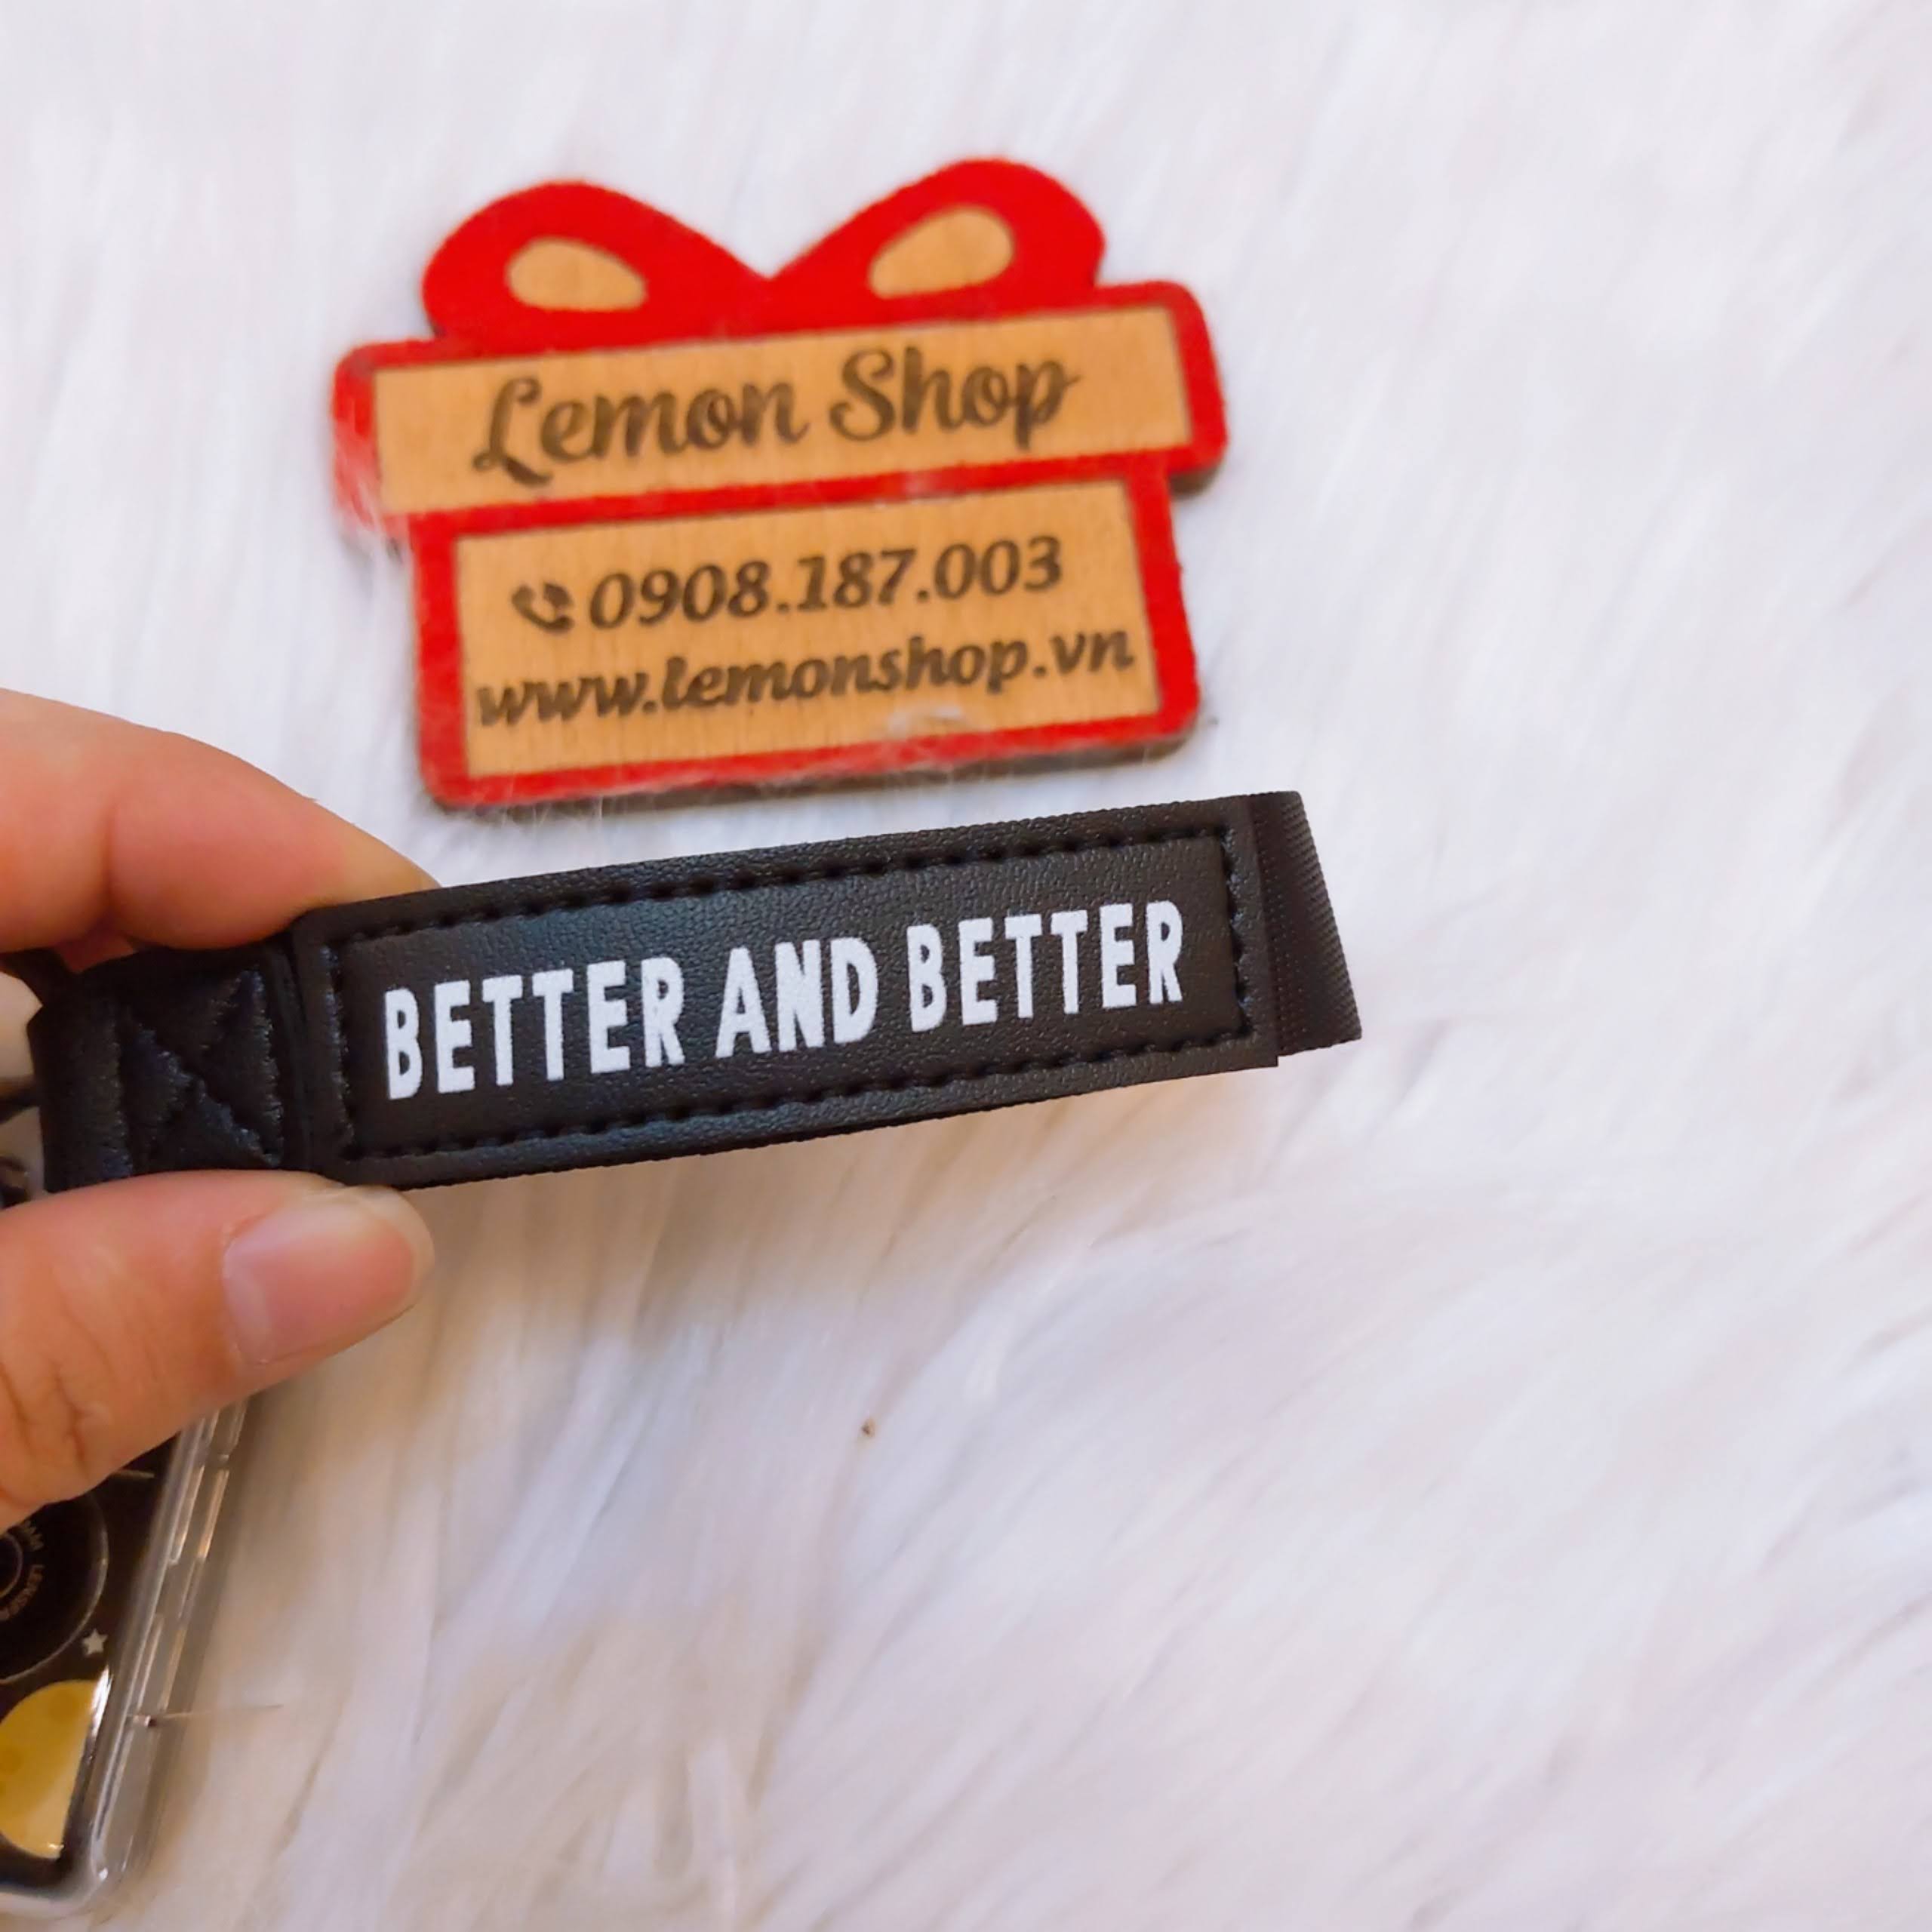 Lemon Shop
0908.187.003
www.lemonshop.vn
BETTER AND BETTER